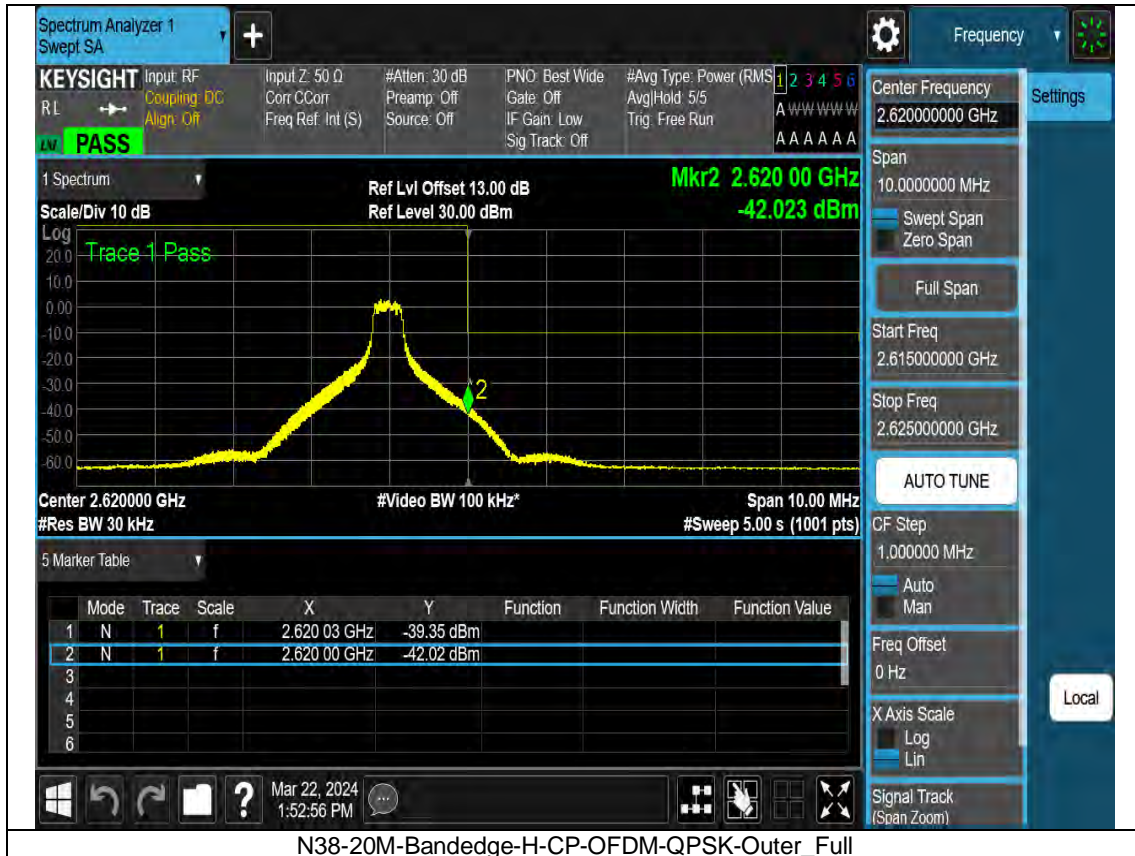 Spectrum Analyzer 1
Swept SA
Frequency
KEYSIGHT
R L
PASS
Input: RF
Coupling: DC
Align: Off
Input Z: 50 Ω
Corr CCorr
Freq Ref: Int (S)
#Atten: 30 dB
Preamp: Off
Source: Off
PNO: Best Wide
Gate: Off
IF Gain: Low
Sig Track: Off
#Avg Type: Power (RMS
Avg|Hold: 5/5
Trig: Free Run
1 2 3 4 5 6
A W W W W W
A A A A A A
1 Spectrum
Scale/Div 10 dB
Ref Lvl Offset 13.00 dB
Ref Level 30.00 dBm
Mkr2 2.620 00 GHz
-42.023 dBm
Log
Trace 1 Pass
20.0
10.0
0.00
-10.0
-20.0
-30.0
-40.0
-50.0
-60.0
2
Center 2.620000 GHz
#Video BW 100 kHz*
Span 10.00 MHz
#Res BW 30 kHz
#Sweep 5.00 s (1001 pts)
5 Marker Table
Mode Trace Scale X Y Function Function Width Function Value
1 N 1 f 2.620 03 GHz -39.35 dBm
2 N 1 f 2.620 00 GHz -42.02 dBm
3
4
5
6
Mar 22, 2024
1:52:56 PM
Center Frequency
2.620000000 GHz
Settings
Span
10.0000000 MHz
Swept Span
Zero Span
Full Span
Start Freq
2.615000000 GHz
Stop Freq
2.625000000 GHz
AUTO TUNE
CF Step
1.000000 MHz
Auto
Man
Freq Offset
0 Hz
X Axis Scale
Log
Lin
Local
Signal Track
(Span Zoom)
N38-20M-Bandedge-H-CP-OFDM-QPSK-Outer_Full